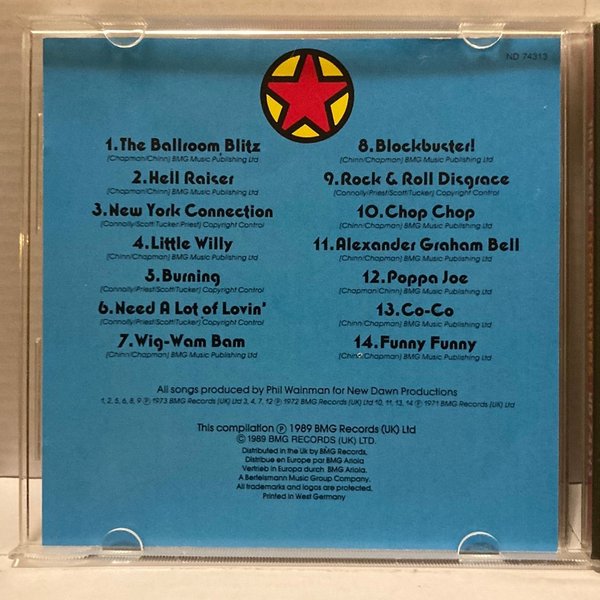 ND 74313
1.The Ballroom Blitz
(Chapman/Chinn) BMG Music Publishing Ltd
2.Hell Raiser
(Chinn/Chapman) BMG Music Publishing Ltd
3.New York Connection
(Connolly/Priest/Scott/Tucker/Priest) Copyright Control
4.Little Willy
(Chinn/Chapman) BMG Music Publishing Ltd
5.Burning
(Connolly/Priest/Scott/Tucker) Copyright Control
6.Need A Lot of Lovin'
(Connolly/Priest/Scott/Tucker) Copyright Control
7.Wig-Wam Bam
(Chinn/Chapman) BMG Music Publishing Ltd
8.Blockbuster!
(Chinn/Chapman) BMG Music Publishing Ltd
9.Rock & Roll Disgrace
(Connolly/Priest/Scott/Tucker) Copyright Control
10.Chop Chop
(Chinn/Chapman) BMG Music Publishing Ltd
11.Alexander Graham Bell
(Chinn/Chapman) BMG Music Publishing Ltd
12.Poppa Joe
(Chapman/Chinn) BMG Music Publishing Ltd
13.Co-Co
(Chinn/Chapman) BMG Music Publishing Ltd
14.Funny Funny
(Chinn/Chapman) BMG Music Publishing Ltd
All songs produced by Phil Wainman for New Dawn Productions
1, 2, 5, 6, 8, 9 ℗ 1973 BMG Records (UK) Ltd 3, 4, 7, 12 ℗ 1972 BMG Records (UK) Ltd 10, 11, 13, 14 ℗ 1971 BMG Records (UK) Ltd
This compilation ℗ 1989 BMG Records (UK) Ltd
© 1989 BMG RECORDS (UK) LTD.
Distributed in the Uk by BMG Records.
Distribue en Europe par BMG Ariola
Vertrieb in Europa durch BMG Ariola.
A Bertelsmann Music Group Company.
All trademarks and logos are protected.
Printed in West Germany